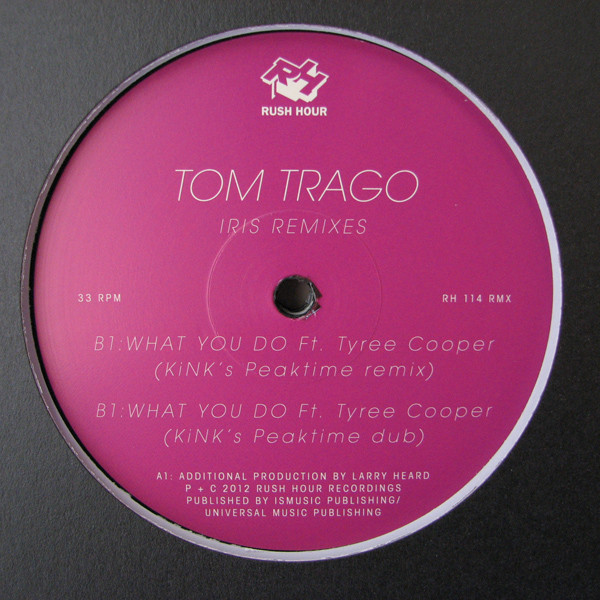 RH
RUSH HOUR
TOM TRAGO
IRIS REMIXES
33 RPM
RH 114 RMX
B1:WHAT YOU DO Ft. Tyree Cooper
(KiNK's Peaktime remix)
B1:WHAT YOU DO Ft. Tyree Cooper
(KiNK's Peaktime dub)
A1: ADDITIONAL PRODUCTION BY LARRY HEARD
P + C 2012 RUSH HOUR RECORDINGS
PUBLISHED BY ISMUSIC PUBLISHING/
UNIVERSAL MUSIC PUBLISHING